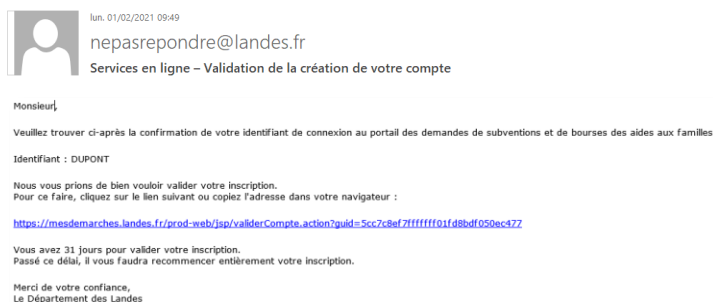 lun. 01/02/2021 09:49
nepasrepondre@landes.fr
Services en ligne – Validation de la création de votre compte
Monsieur,
Veuillez trouver ci-après la confirmation de votre identifiant de connexion au portail des demandes de subventions et de bourses des aides aux familles
Identifiant : DUPONT
Nous vous prions de bien vouloir valider votre inscription.
Pour ce faire, cliquez sur le lien suivant ou copiez l'adresse dans votre navigateur :
https://mesdemarches.landes.fr/prod-web/jsp/validerCompte.action?guid=5cc7c8ef7fffffff01fd8bdf050ec477
Vous avez 31 jours pour valider votre inscription.
Passé ce délai, il vous faudra recommencer entièrement votre inscription.
Merci de votre confiance,
Le Département des Landes